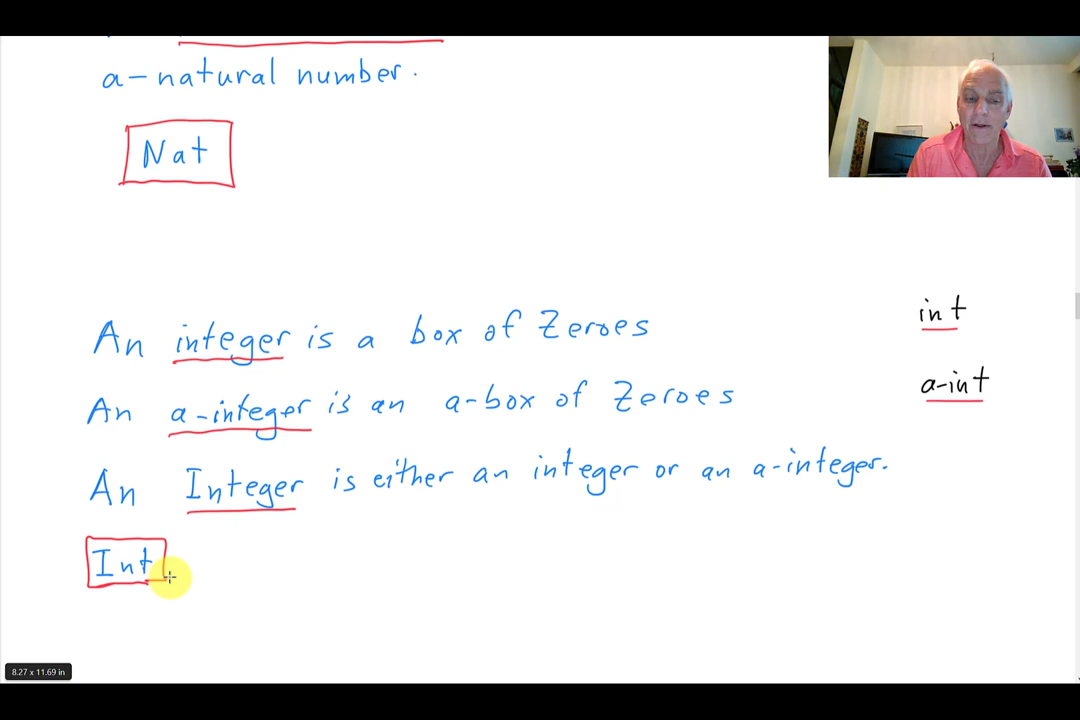 a-natural number.
Nat
int
An integer is a box of Zeroes
a-int
An a-integer is an a-box of Zeroes
An Integer is either an integer or an a-integer.
Int
8.27 x 11.69 in